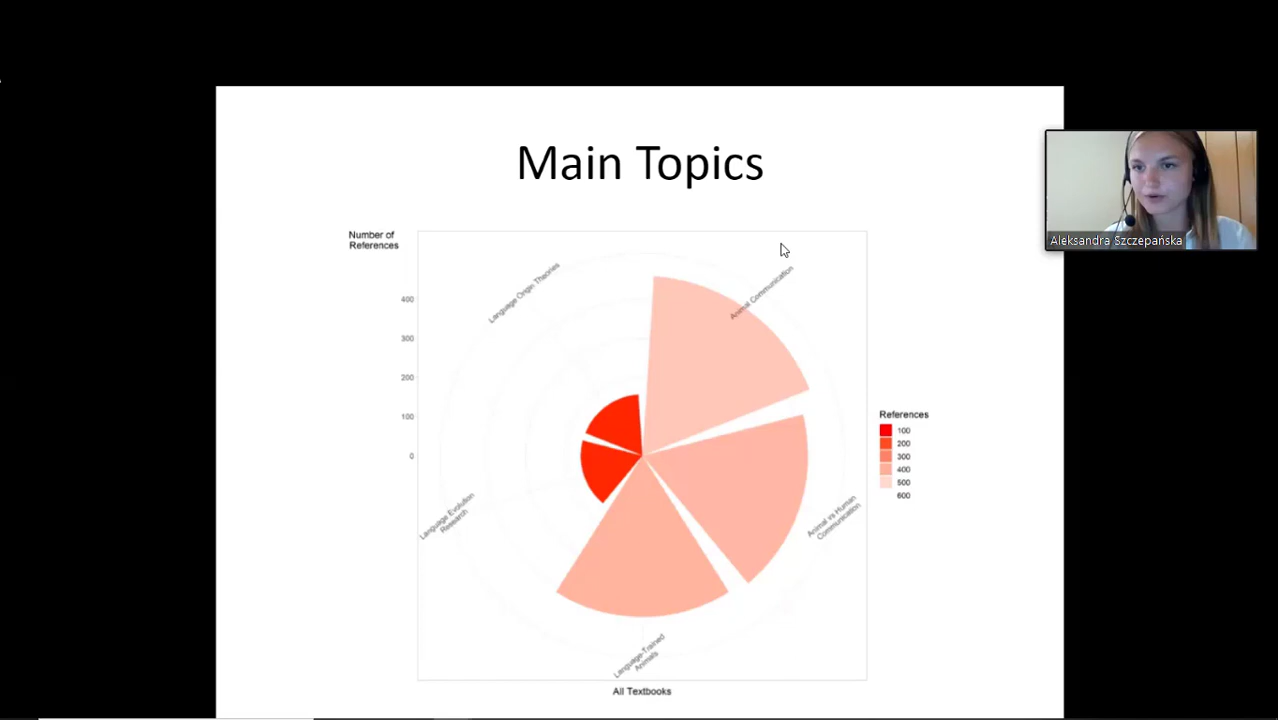 Main Topics
Number of
References
400
300
200
100
0
Language Origin Theories
Animal Communication
Animal vs Human
Communication
Language Evolution
Research
Language-Trained
Animals
All Textbooks
References
100
200
300
400
500
600
Aleksandra Szczepańska